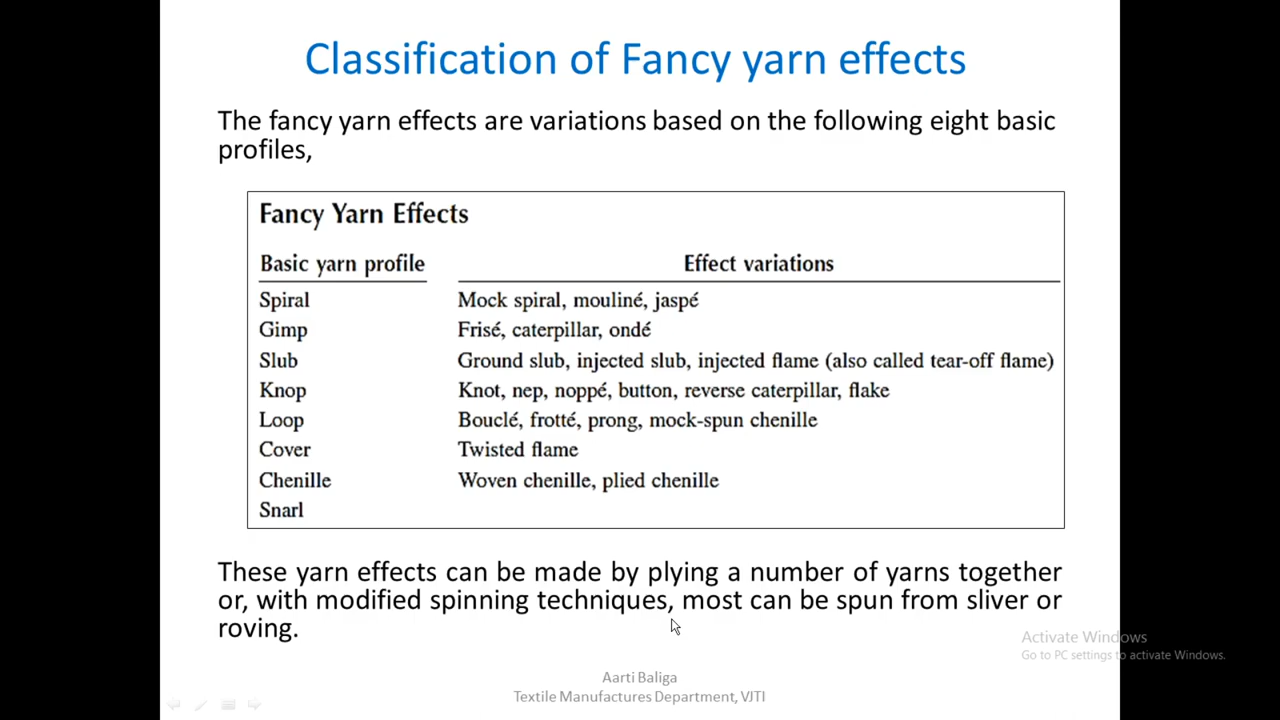 Classification of Fancy yarn effects
The fancy yarn effects are variations based on the following eight basic
profiles,
Fancy Yarn Effects
Basic yarn profile Effect variations
Spiral Mock spiral, mouliné, jaspé
Gimp Frisé, caterpillar, ondé
Slub Ground slub, injected slub, injected flame (also called tear-off flame)
Knop Knot, nep, noppé, button, reverse caterpillar, flake
Loop Bouclé, frotté, prong, mock-spun chenille
Cover Twisted flame
Chenille Woven chenille, plied chenille
Snarl
These yarn effects can be made by plying a number of yarns together
or, with modified spinning techniques, most can be spun from sliver or
roving.
Activate Windows
Go to PC settings to activate Windows.
Aarti Baliga
Textile Manufactures Department, VJTI